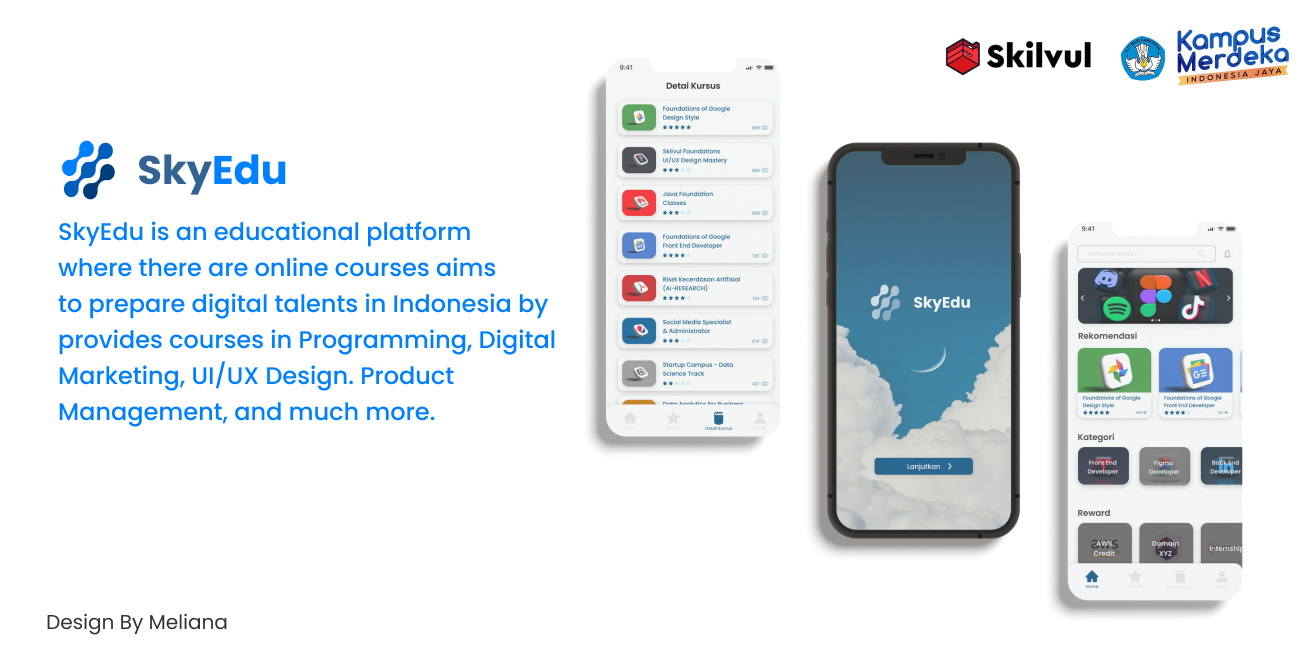 Skilvul
Kampus
Merdeka
INDONESIA JAYA
SkyEdu
SkyEdu is an educational platform
where there are online courses aims
to prepare digital talents in Indonesia by
provides courses in Programming, Digital
Marketing, UI/UX Design. Product
Management, and much more.
Design By Meliana
9:41
Detai Kursus
Foundations of Google
Design Style
Skilvul Foundations
UI/UX Design Mastery
Java Foundation
Classes
Foundations of Google
Front End Developer
Riset Kecerdasan Artifisial
(AI-RESEARCH)
Social Media Specialist
& Administrator
Startup Campus - Data
Science Track
Data Analytics for Business
Detail Kursus
SkyEdu
Lanjutkan
9:41
Rekomendasi
Foundations of Google
Design Style
Foundations of Google
Front End Developer
Kategori
Front End
Developer
Figma
Developer
Back End
Developer
Reward
AWS
Credit
Domain
XYZ
Internship
Home